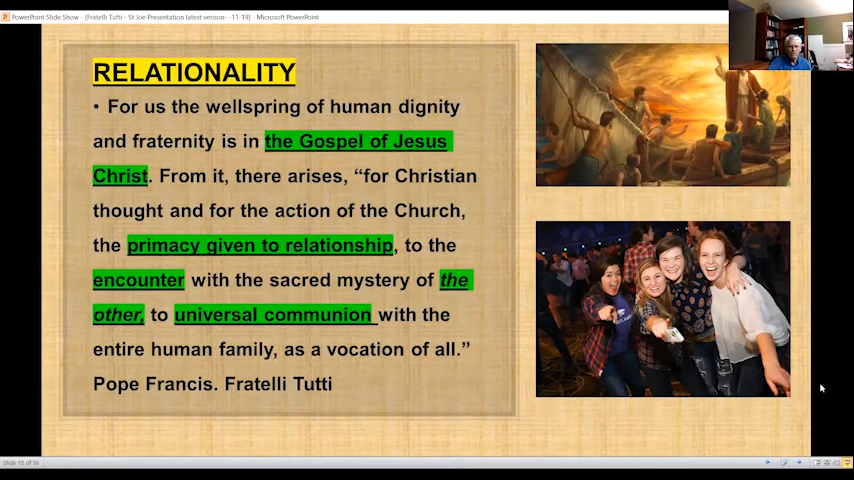 PowerPoint Slide Show - [Fratelli Tutti - St Joe Presentation latest version- -11-19] - Microsoft PowerPoint
RELATIONALITY
• For us the wellspring of human dignity
and fraternity is in the Gospel of Jesus
Christ. From it, there arises, “for Christian
thought and for the action of the Church,
the primacy given to relationship, to the
encounter with the sacred mystery of the
other, to universal communion with the
entire human family, as a vocation of all.”
Pope Francis. Fratelli Tutti
Slide 15 of 36